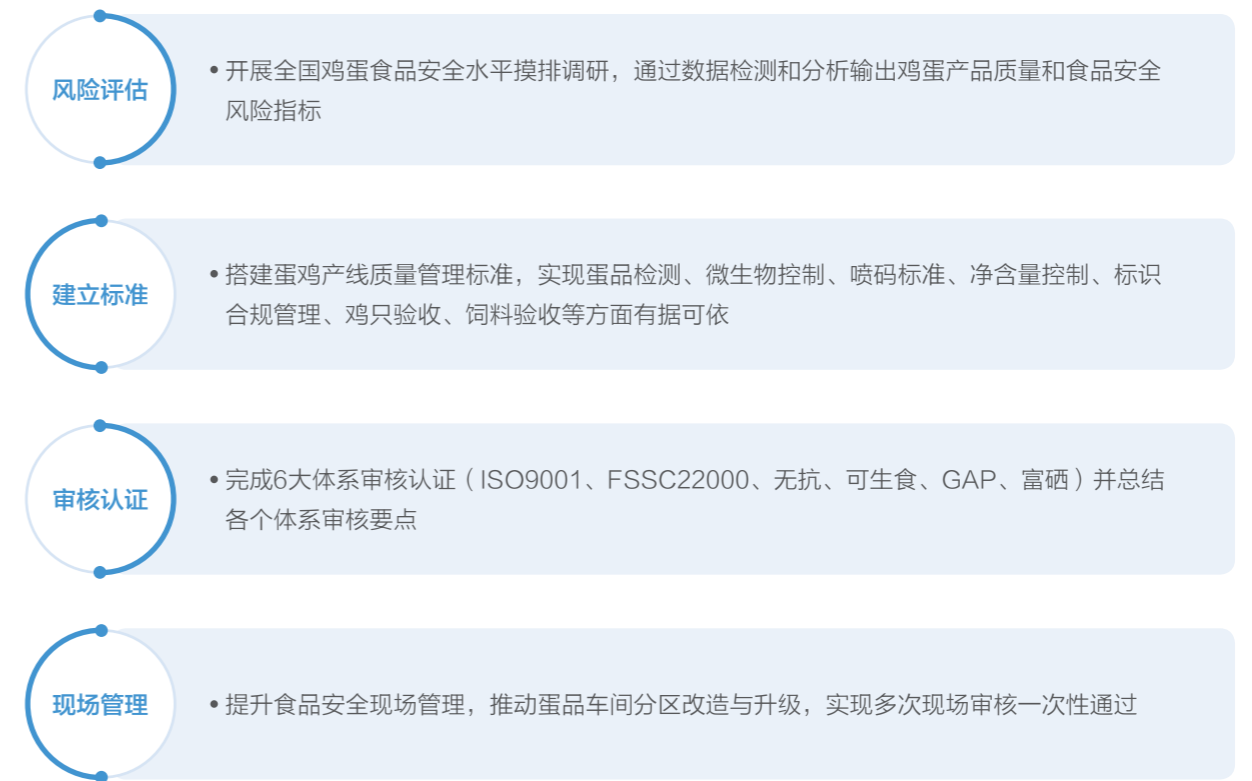 风险评估
• 开展全国鸡蛋食品安全水平摸排调研，通过数据检测和分析输出鸡蛋产品质量和食品安全
风险指标
建立标准
• 搭建蛋鸡产线质量管理标准，实现蛋品检测、微生物控制、喷码标准、净含量控制、标识
合规管理、鸡只验收、饲料验收等方面有据可依
审核认证
• 完成6大体系审核认证（ISO9001、FSSC22000、无抗、可生食、GAP、富硒）并总结
各个体系审核要点
现场管理
• 提升食品安全现场管理，推动蛋品车间分区改造与升级，实现多次现场审核一次性通过